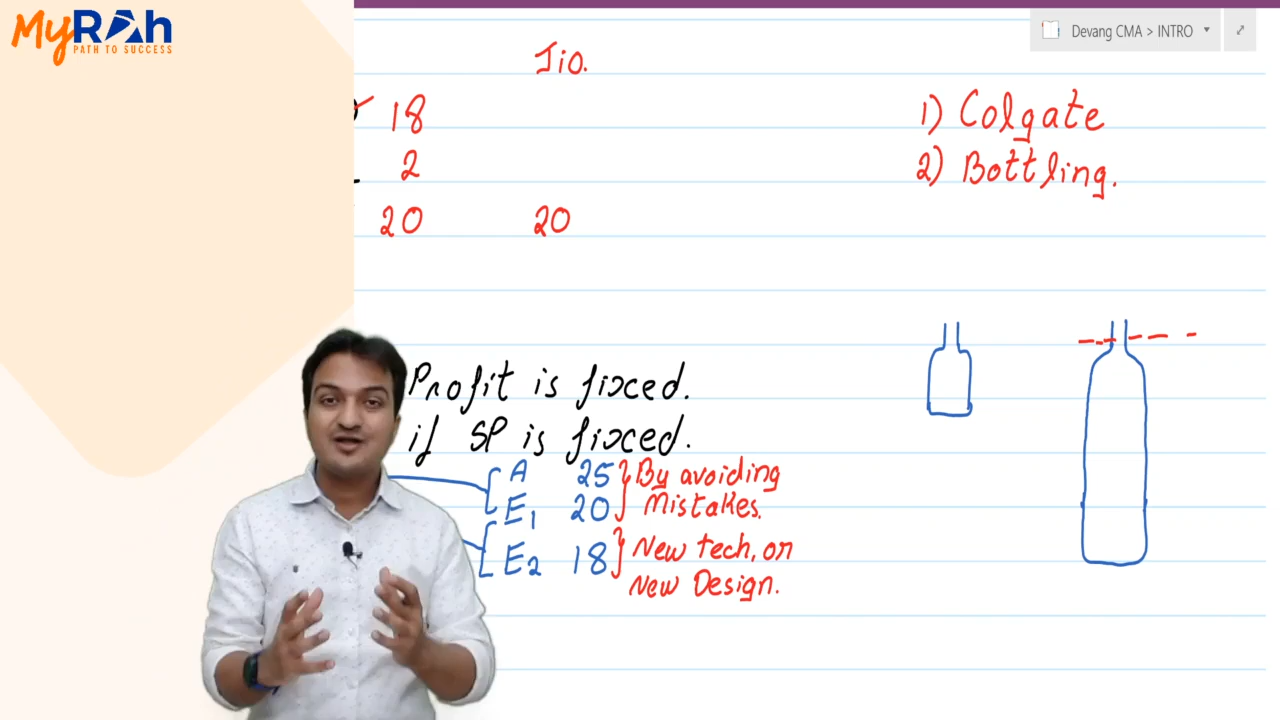 MyRAh
PATH TO SUCCESS
Devang CMA > INTRO
Jio.
18
2
20 20
1) Colgate
2) Bottling.
Profit is fixed.
if SP is fixed.
A 25 By avoiding
E1 20 Mistakes.
E2 18 New tech, or
New Design.